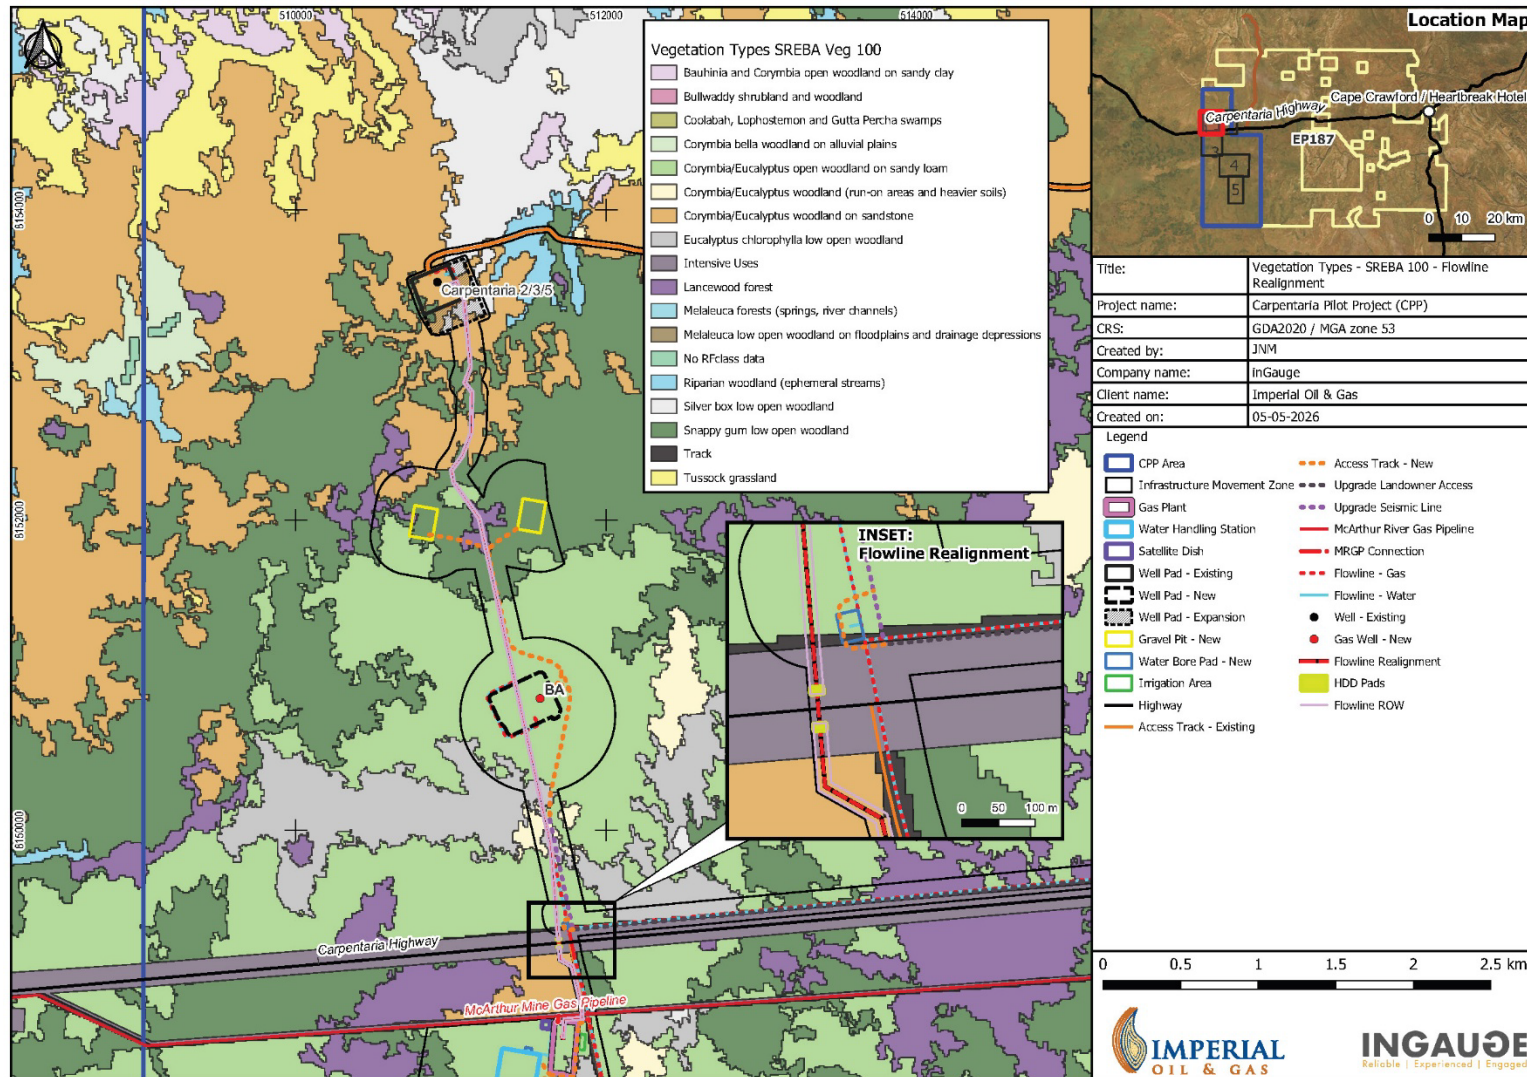 510000
512000
514000
6154000
6152000
6150000
Vegetation Types SREBA Veg 100
Bauhinia and Corymbia open woodland on sandy clay
Bullwaddy shrubland and woodland
Coolabah, Lophostemon and Gutta Percha swamps
Corymbia bella woodland on alluvial plains
Corymbia/Eucalyptus open woodland on sandy loam
Corymbia/Eucalyptus woodland (run-on areas and heavier soils)
Corymbia/Eucalyptus woodland on sandstone
Eucalyptus chlorophylla low open woodland
Intensive Uses
Lancewood forest
Melaleuca forests (springs, river channels)
Melaleuca low open woodland on floodplains and drainage depressions
No RFclass data
Riparian woodland (ephemeral streams)
Silver box low open woodland
Snappy gum low open woodland
Track
Tussock grassland
Carpentaria 2/3/5
BA
Carpentaria Highway
McArthur Mine Gas Pipeline
INSET:
Flowline Realignment
0 50 100 m
Location Map
Cape Crawford / Heartbreak Hotel
Carpentaria Highway
EP187
3
4
5
0 10 20 km
Title: Vegetation Types - SREBA 100 - Flowline
Realignment
Project name: Carpentaria Pilot Project (CPP)
CRS: GDA2020 / MGA zone 53
Created by: JNM
Company name: inGauge
Client name: Imperial Oil & Gas
Created on: 05-05-2026
Legend
CPP Area
Infrastructure Movement Zone
Gas Plant
Water Handling Station
Satellite Dish
Well Pad - Existing
Well Pad - New
Well Pad - Expansion
Gravel Pit - New
Water Bore Pad - New
Irrigation Area
Highway
Access Track - Existing
Access Track - New
Upgrade Landowner Access
Upgrade Seismic Line
McArthur River Gas Pipeline
MRGP Connection
Flowline - Gas
Flowline - Water
Well - Existing
Gas Well - New
Flowline Realignment
HDD Pads
Flowline ROW
0 0.5 1 1.5 2 2.5 km
IMPERIAL
OIL & GAS
INGAUGE
Reliable | Experienced | Engaged